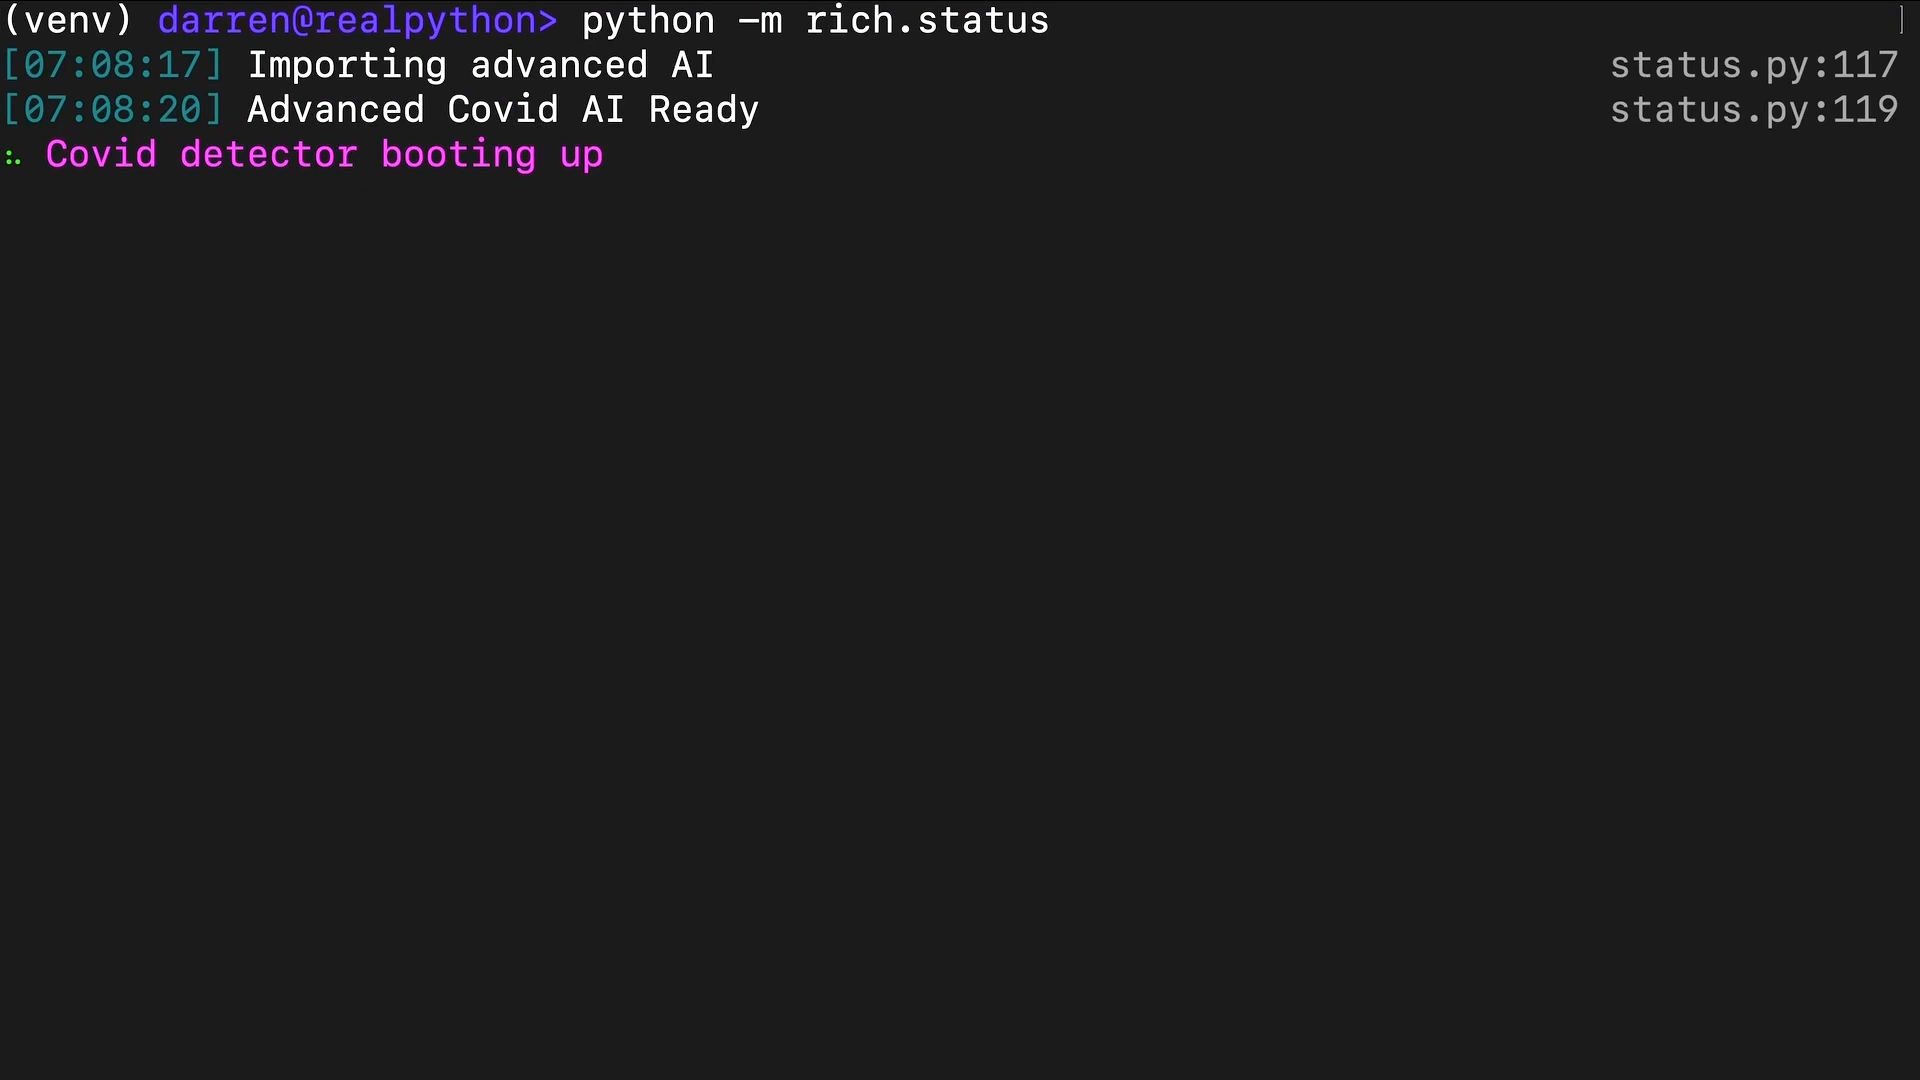 (venv) darren@realpython> python -m rich.status ]
[07:08:17] Importing advanced AI status.py:117
[07:08:20] Advanced Covid AI Ready status.py:119
Covid detector booting up